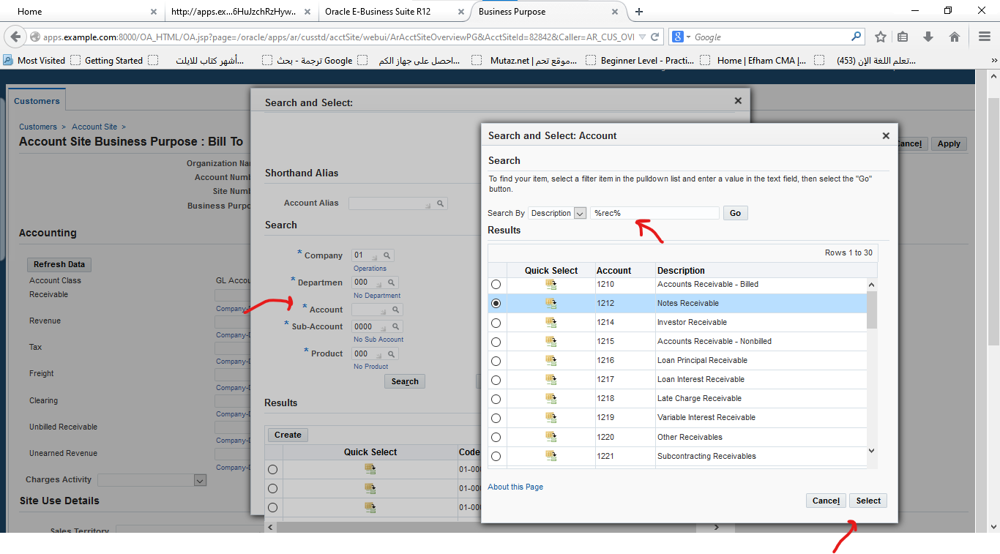 Home
http://apps.ex...6HuJzchRzHyw...
Oracle E-Business Suite R12
Business Purpose
apps.example.com:8000/OA_HTML/OA.jsp?page=/oracle/apps/ar/cusstd/acctSite/webui/ArAcctSiteOverviewPG&AcctSiteId=82842&Caller=AR_CUS_OVI
Google
Most Visited
Getting Started
أشهر كتاب للايلت...
ترجمة - بحث Google
احصل على جهاز الكم...
Mutaz.net | موقع تحم...
Beginner Level - Practi...
Home | Efham CMA |...
(453) تعلم اللغة الإن...
Customers
Customers >
Account Site >
Account Site Business Purpose : Bill To
Cancel
Apply
Organization Na
Account Numb
Site Numb
Business Purpo
Accounting
Refresh Data
Account Class
GL Accou
Receivable
Company-D
Revenue
Company-D
Tax
Company-D
Freight
Company-D
Clearing
Company-D
Unbilled Receivable
Company-D
Unearned Revenue
Company-D
Charges Activity
Site Use Details
Sales Territory
Search and Select:
Shorthand Alias
Account Alias
Search
* Company 01
Operations
* Departmen 000
No Department
* Account
* Sub-Account 0000
No Sub Account
* Product 000
No Product
Search
Results
Create
Quick Select
Code
01-000
01-000
01-000
Search and Select: Account
Search
To find your item, select a filter item in the pulldown list and enter a value in the text field, then select the "Go"
button.
Search By Description %rec% Go
Results
Rows 1 to 30
Quick Select Account Description
1210 Accounts Receivable - Billed
1212 Notes Receivable
1214 Investor Receivable
1215 Accounts Receivable - Nonbilled
1216 Loan Principal Receivable
1217 Loan Interest Receivable
1218 Late Charge Receivable
1219 Variable Interest Receivable
1220 Other Receivables
1221 Subcontracting Receivables
About this Page
Cancel
Select